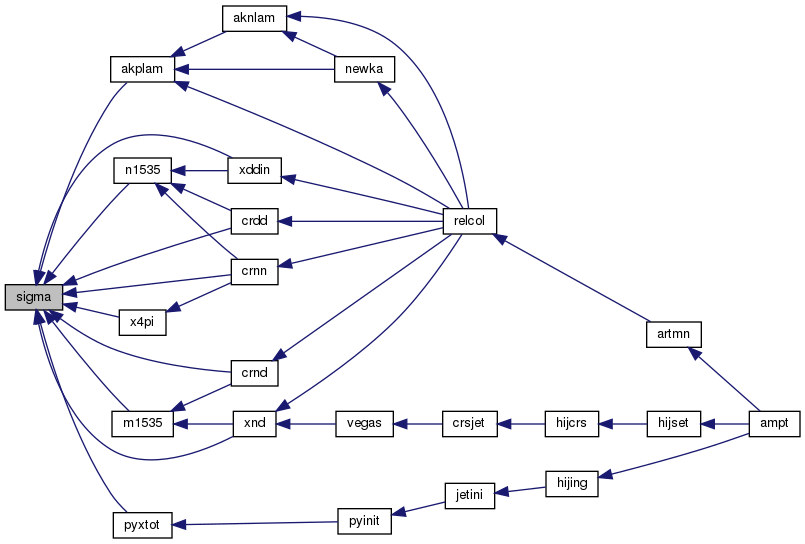 aknlam
akplam
newka
n1535
xddin
crdd
relcol
crnn
sigma
x4pi
artmn
crnd
m1535
xnd
vegas
crsjet
hijcrs
hijset
ampt
hijing
jetini
pyxtot
pyinit